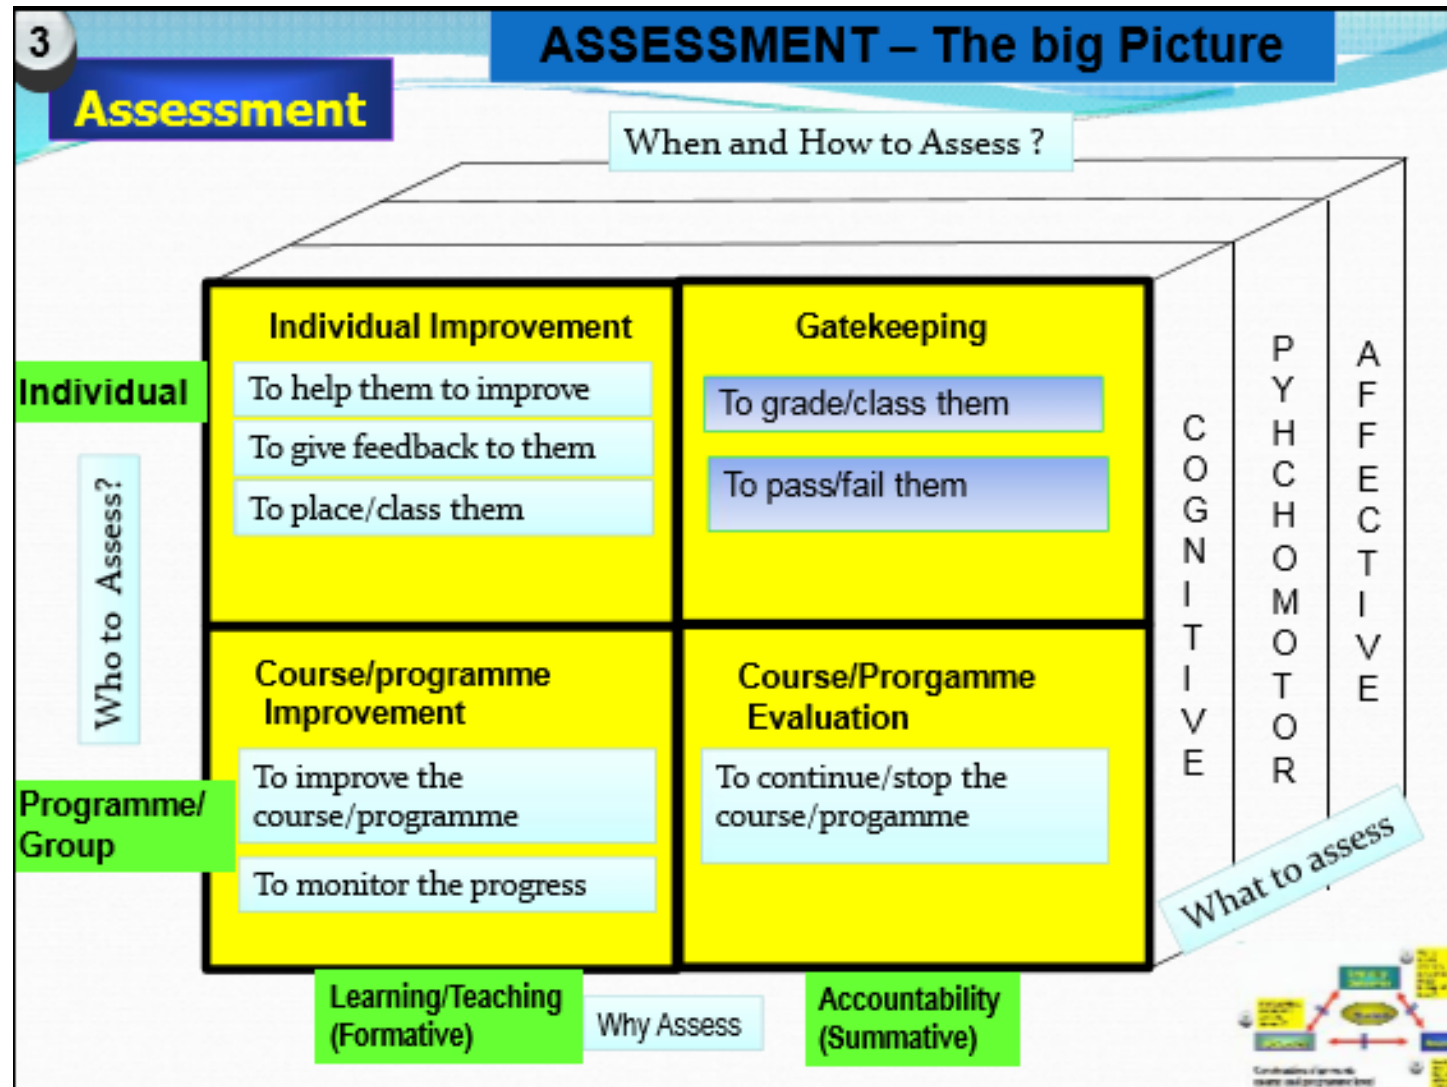 3
ASSESSMENT – The big Picture
Assessment
When and How to Assess ?
Individual Improvement
To help them to improve
To give feedback to them
To place/class them
Gatekeeping
To grade/class them
To pass/fail them
Individual
Who to Assess?
Course/programme
Improvement
To improve the
course/programme
To monitor the progress
Course/Prorgamme
Evaluation
To continue/stop the
course/progamme
Programme/
Group
COGNITIVE
PYHCHOMOTOR
AFFECTIVE
What to assess
Learning/Teaching
(Formative)
Why Assess
Accountability
(Summative)